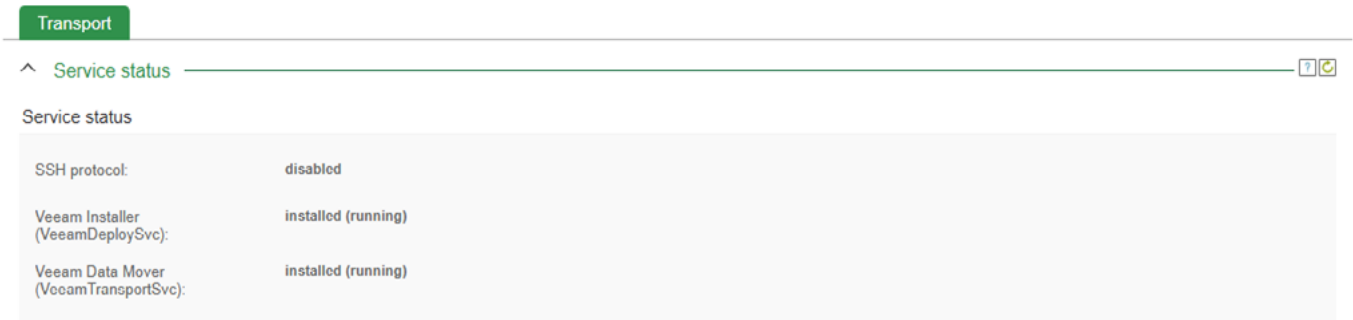 Transport
Service status
?
Service status
SSH protocol: disabled
Veeam Installer installed (running)
(VeeamDeploySvc):
Veeam Data Mover installed (running)
(VeeamTransportSvc):